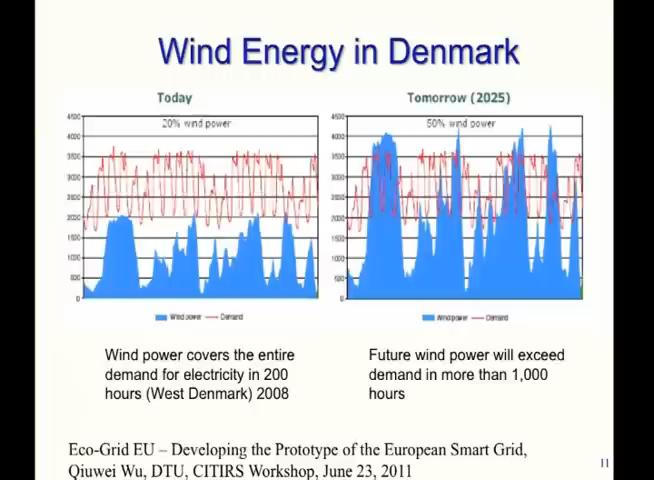 Wind Energy in Denmark
Today
20% wind power
4500
4000
3500
3000
2500
2000
1500
1000
500
0
Wind power
Demand
Tomorrow (2025)
50% wind power
4500
4000
3500
3000
2500
2000
1500
1000
500
0
Wind power
Demand
Wind power covers the entire
demand for electricity in 200
hours (West Denmark) 2008
Future wind power will exceed
demand in more than 1,000
hours
Eco-Grid EU – Developing the Prototype of the European Smart Grid,
Qiuwei Wu, DTU, CITIRS Workshop, June 23, 2011
11